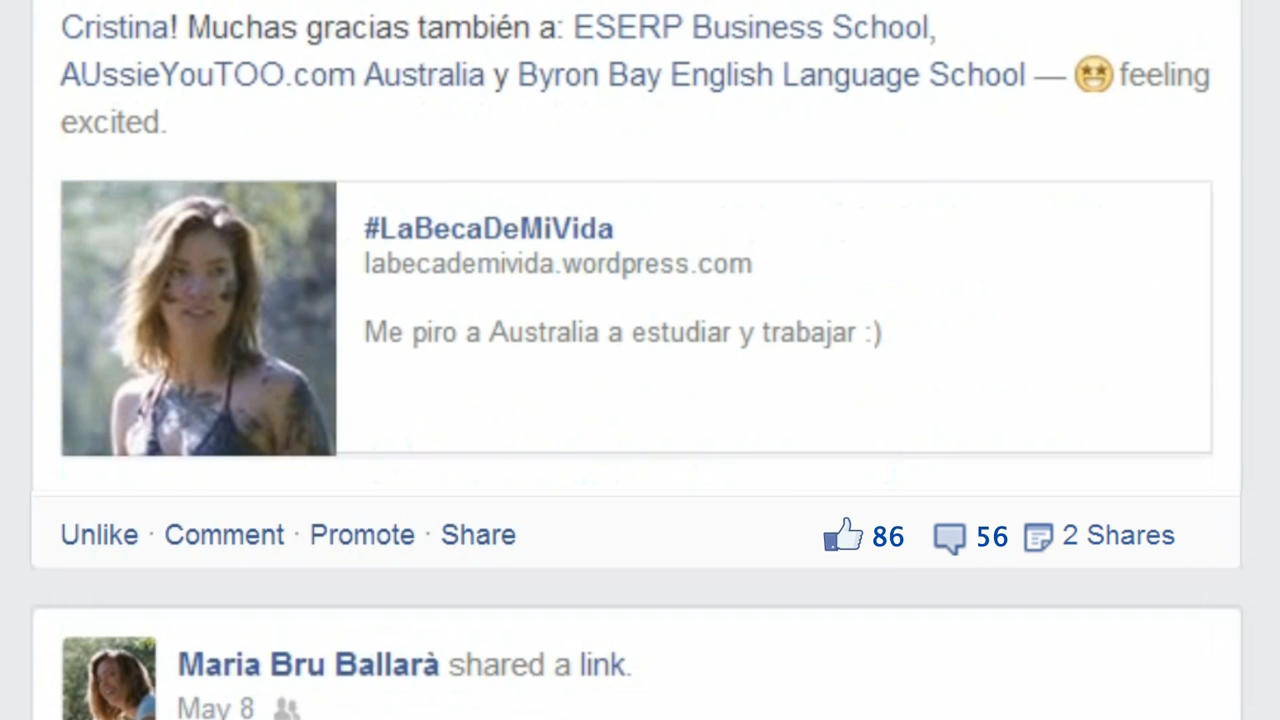 Cristina! Muchas gracias también a: ESERP Business School,
AUssieYouTOO.com Australia y Byron Bay English Language School — feeling
excited.
#LaBecaDeMiVida
labecademivida.wordpress.com
Me piro a Australia a estudiar y trabajar :)
Unlike · Comment · Promote · Share 86 56 2 Shares
Maria Bru Ballarà shared a link.
May 8